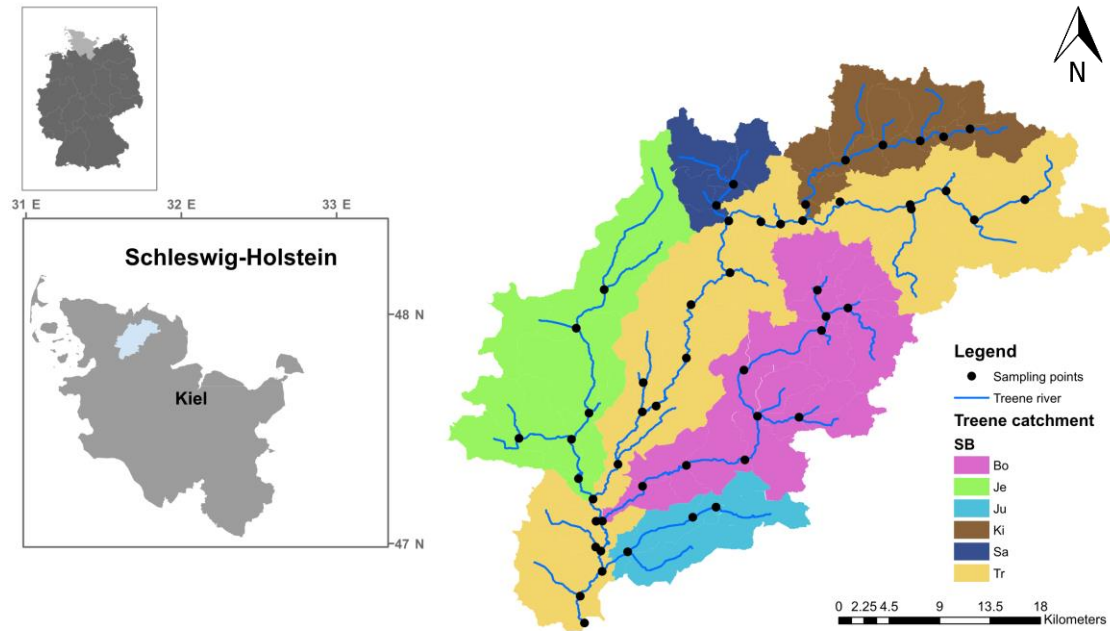 N
31 E
32 E
33 E
Schleswig-Holstein
48 N
Kiel
47 N
Legend
Sampling points
Treene river
Treene catchment
SB
Bo
Je
Ju
Ki
Sa
Tr
0 2.25 4.5 9 13.5 18
Kilometers